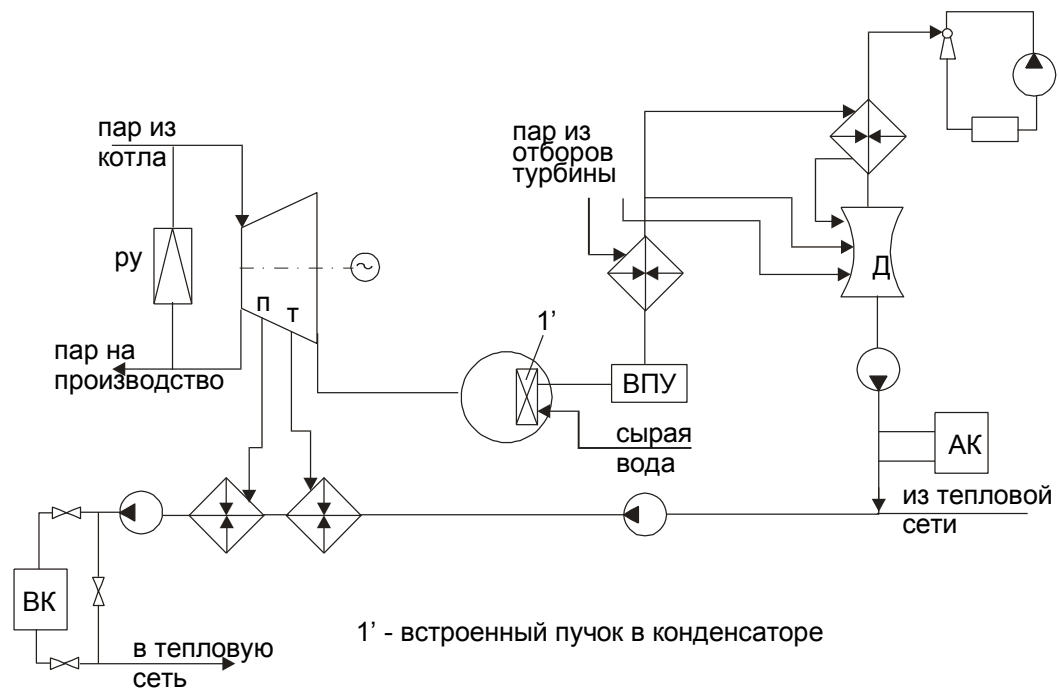 пар из
котла
пар из
отборов
турбины
ру
Д
п
т
~
1’
пар на
производство
ВПУ
сырая
вода
АК
из тепловой
сети
ВК
1’ - встроенный пучок в конденсаторе
в тепловую
сеть